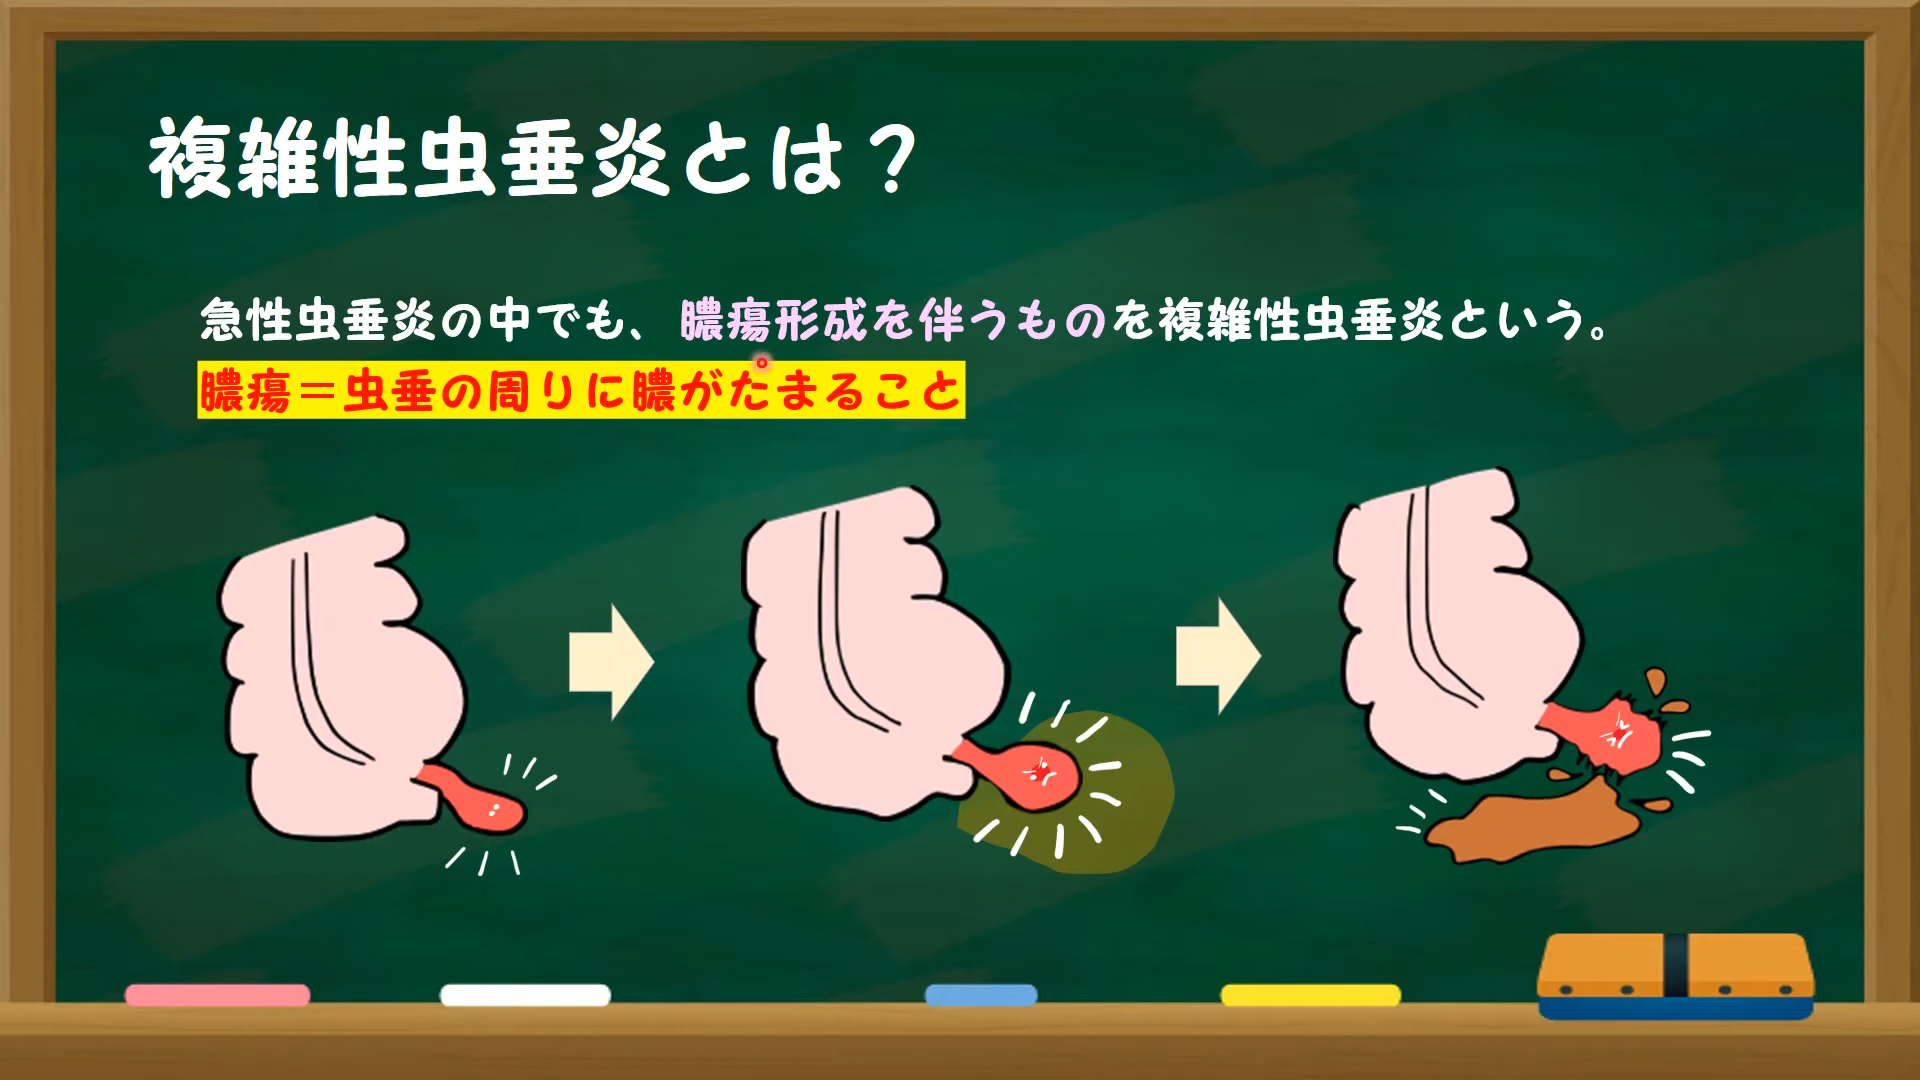 複雑性虫垂炎とは？
急性虫垂炎の中でも、膿瘍形成を伴うものを複雑性虫垂炎という。
膿瘍＝虫垂の周りに膿がたまること